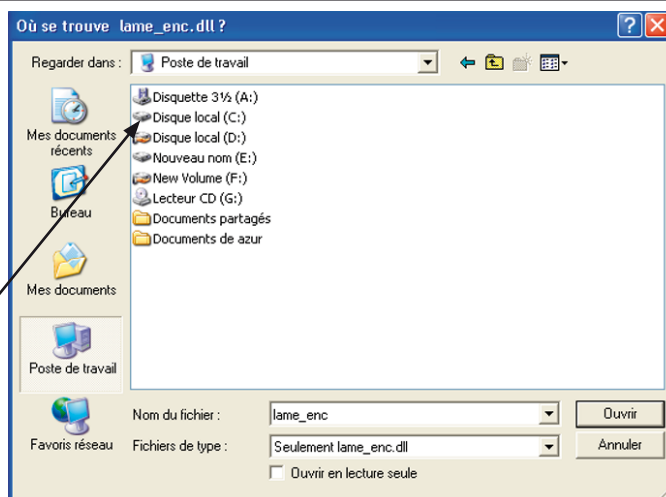 Où se trouve lame_enc.dll ?
Regarder dans :
Poste de travail
Mes documents récents
Bureau
Mes documents
Poste de travail
Favoris réseau
Disquette 3½ (A:)
Disque local (C:)
Disque local (D:)
Nouveau nom (E:)
New Volume (F:)
Lecteur CD (G:)
Documents partagés
Documents de azur
Nom du fichier :
lame_enc
Ouvrir
Fichiers de type :
Seulement lame_enc.dll
Annuler
Ouvrir en lecture seule